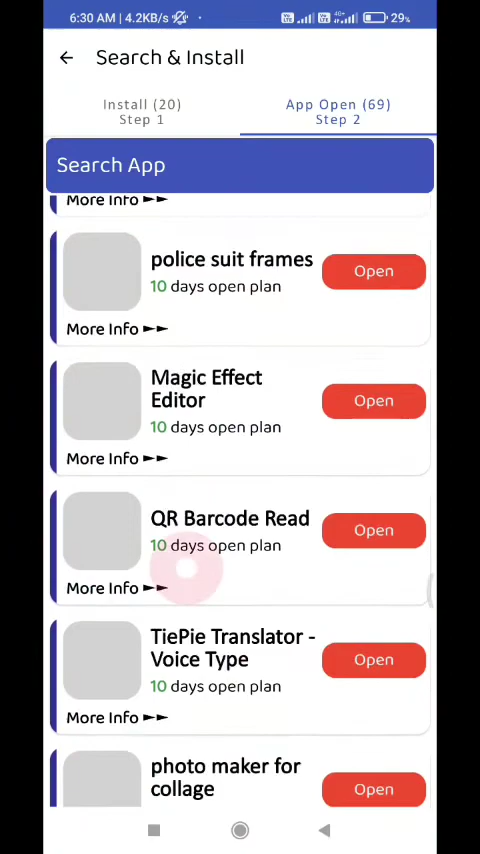 6:30 AM | 4.2KB/s
29%
Search & Install
Install (20)
Step 1
App Open (69)
Step 2
Search App
More Info ►►
police suit frames
10 days open plan
Open
More Info ►►
Magic Effect
Editor
10 days open plan
Open
More Info ►►
QR Barcode Read
10 days open plan
Open
More Info ►►
TiePie Translator -
Voice Type
10 days open plan
Open
More Info ►►
photo maker for
collage
Open